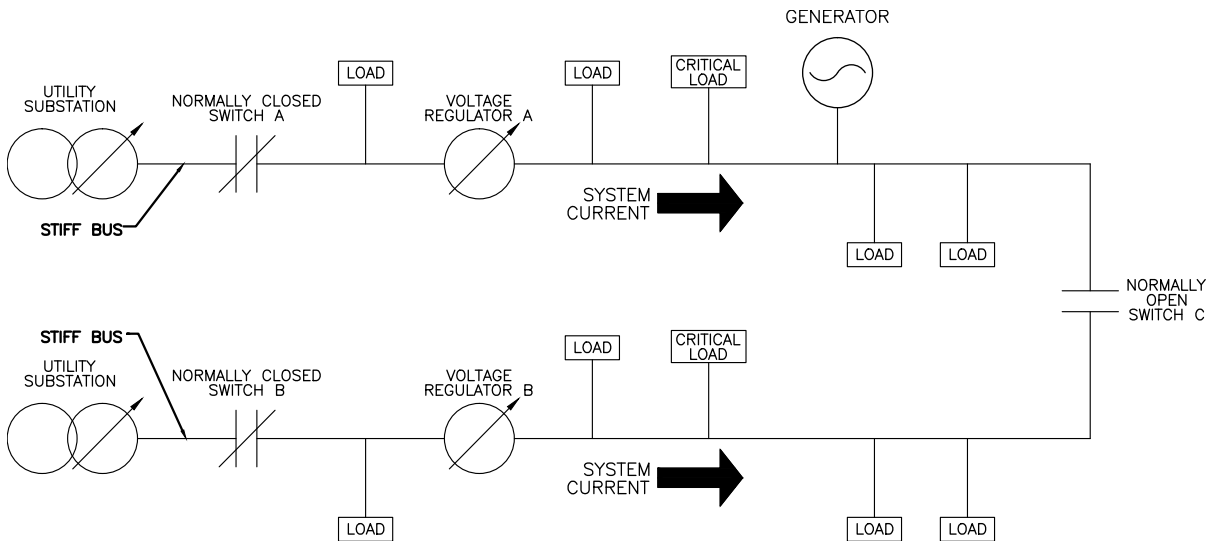 GENERATOR
LOAD
LOAD
CRITICAL
LOAD
UTILITY
SUBSTATION
NORMALLY CLOSED
SWITCH A
VOLTAGE
REGULATOR A
SYSTEM
CURRENT
STIFF BUS
LOAD
LOAD
NORMALLY
OPEN
SWITCH C
STIFF BUS
LOAD
CRITICAL
LOAD
UTILITY
SUBSTATION
NORMALLY CLOSED
SWITCH B
VOLTAGE
REGULATOR B
SYSTEM
CURRENT
LOAD
LOAD
LOAD